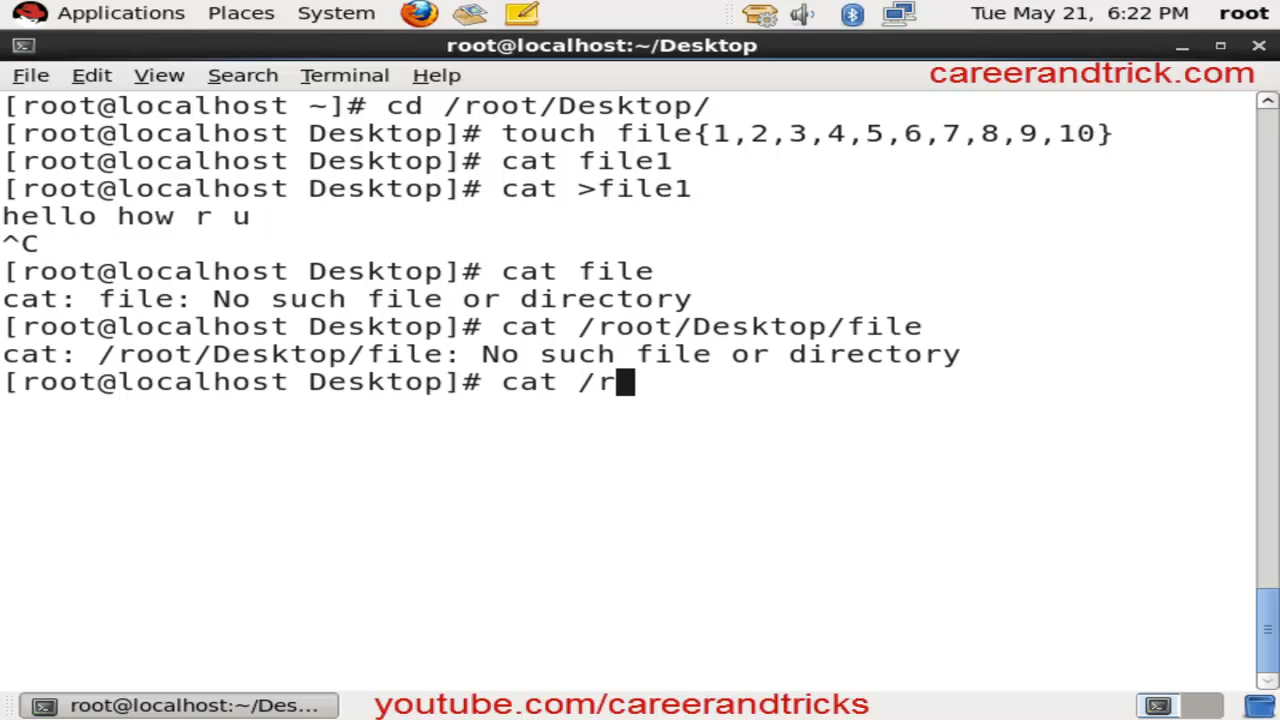 Applications Places System Tue May 21, 6:22 PM root
root@localhost:~/Desktop
File Edit View Search Terminal Help careerandtrick.com
[root@localhost ~]# cd /root/Desktop/
[root@localhost Desktop]# touch file{1,2,3,4,5,6,7,8,9,10}
[root@localhost Desktop]# cat file1
[root@localhost Desktop]# cat >file1
hello how r u
^C
[root@localhost Desktop]# cat file
cat: file: No such file or directory
[root@localhost Desktop]# cat /root/Desktop/file
cat: /root/Desktop/file: No such file or directory
[root@localhost Desktop]# cat /r
root@localhost:~/Des... youtube.com/careerandtricks